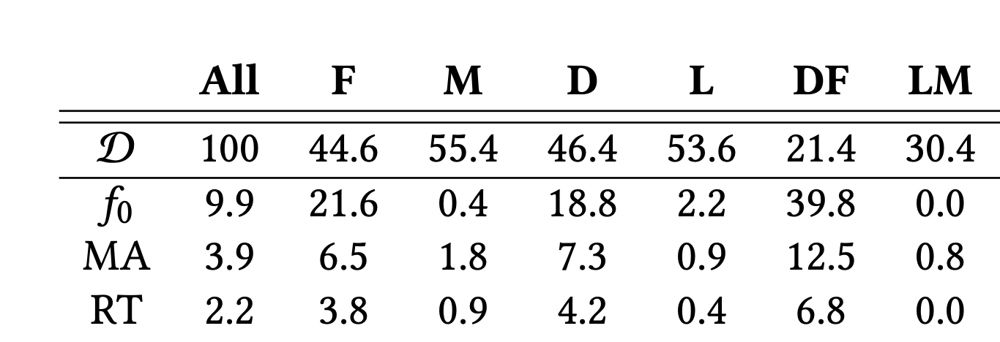 All F M D L DF LM
𝒟 100 44.6 55.4 46.4 53.6 21.4 30.4
f₀ 9.9 21.6 0.4 18.8 2.2 39.8 0.0
MA 3.9 6.5 1.8 7.3 0.9 12.5 0.8
RT 2.2 3.8 0.9 4.2 0.4 6.8 0.0